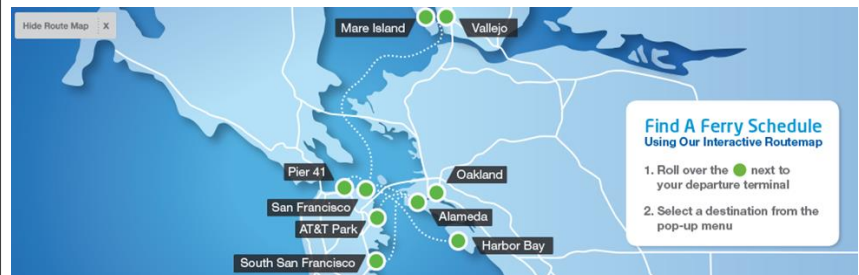 Hide Route Map X
Mare Island
Vallejo
Find A Ferry Schedule
Using Our Interactive Routemap
1. Roll over the next to
your departure terminal
2. Select a destination from the
pop-up menu
Pier 41
Oakland
San Francisco
Alameda
AT&T Park
Harbor Bay
South San Francisco